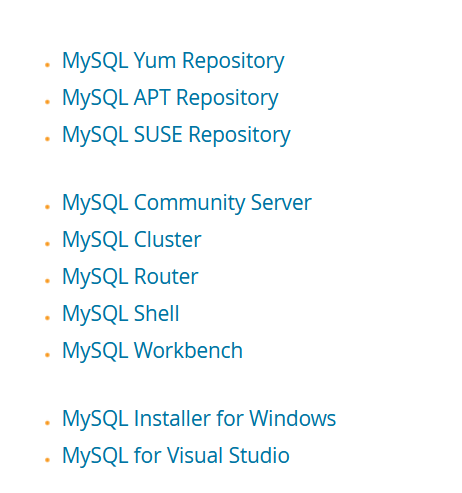 MySQL Yum Repository
MySQL APT Repository
MySQL SUSE Repository
MySQL Community Server
MySQL Cluster
MySQL Router
MySQL Shell
MySQL Workbench
MySQL Installer for Windows
MySQL for Visual Studio